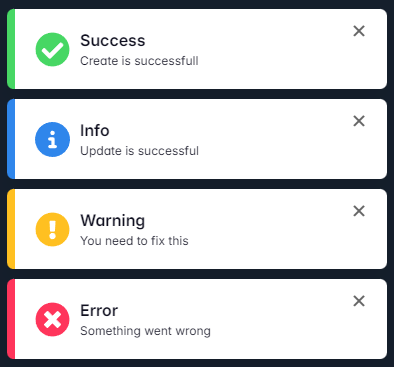 Success
Create is successfull
Info
Update is successful
Warning
You need to fix this
Error
Something went wrong